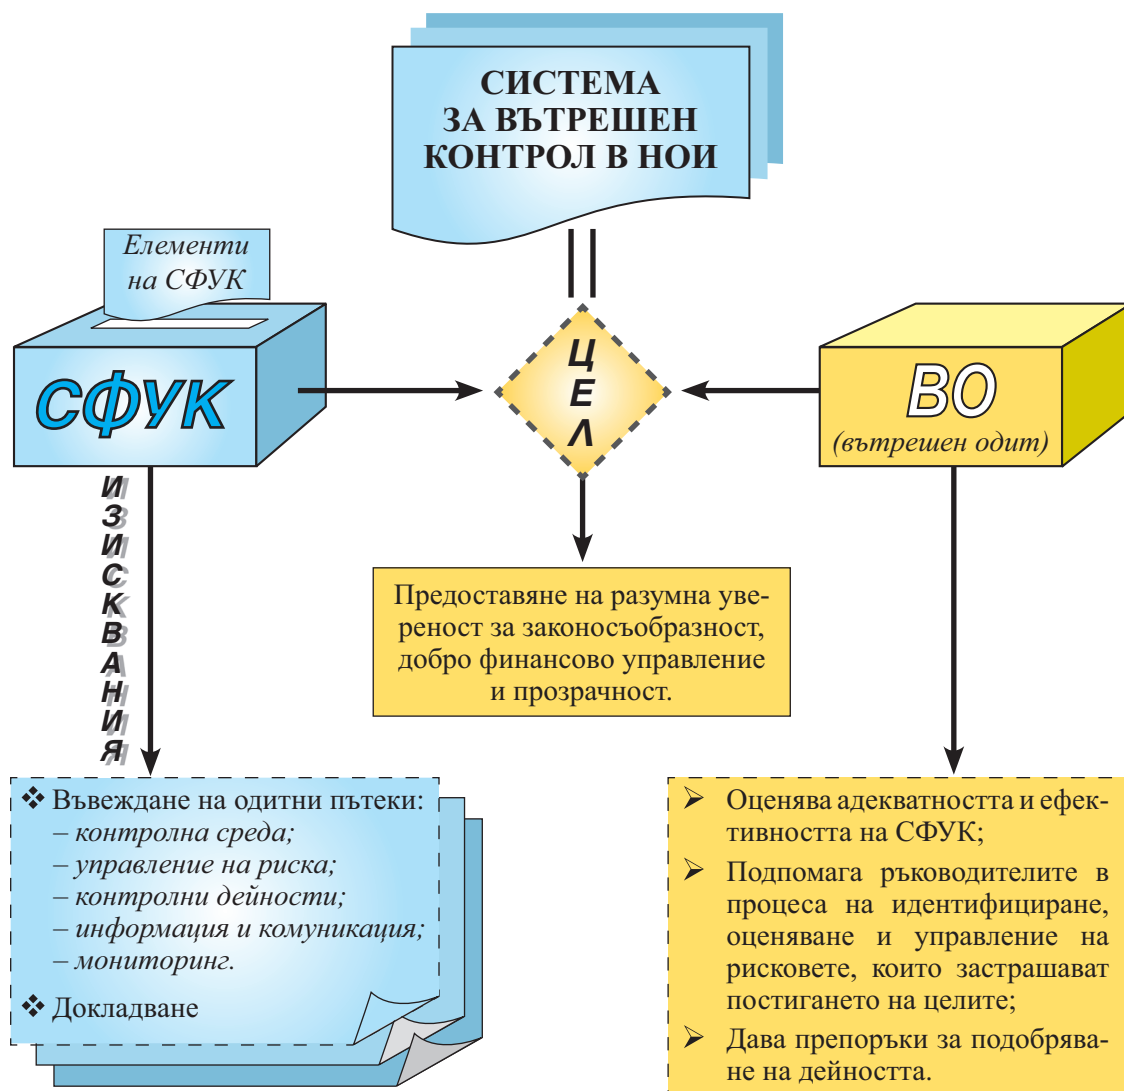 СИСТЕМА
ЗА ВЪТРЕШЕН
КОНТРОЛ В НОИ
Елементи
на СФУК
СФУК
ЦЕЛ
ВО
(вътрешен одит)
ИЗИСКВАНИЯ
Предоставяне на разумна уве-
реност за законосъобразност,
добро финансово управление
и прозрачност.
❖ Въвеждане на одитни пътеки:
– контролна среда;
– управление на риска;
– контролни дейности;
– информация и комуникация;
– мониторинг.
❖ Докладване
➢ Оценява адекватността и ефек-
тивността на СФУК;
➢ Подпомага ръководителите в
процеса на идентифициране,
оценяване и управление на
рисковете, които застрашават
постигането на целите;
➢ Дава препоръки за подобрява-
не на дейността.